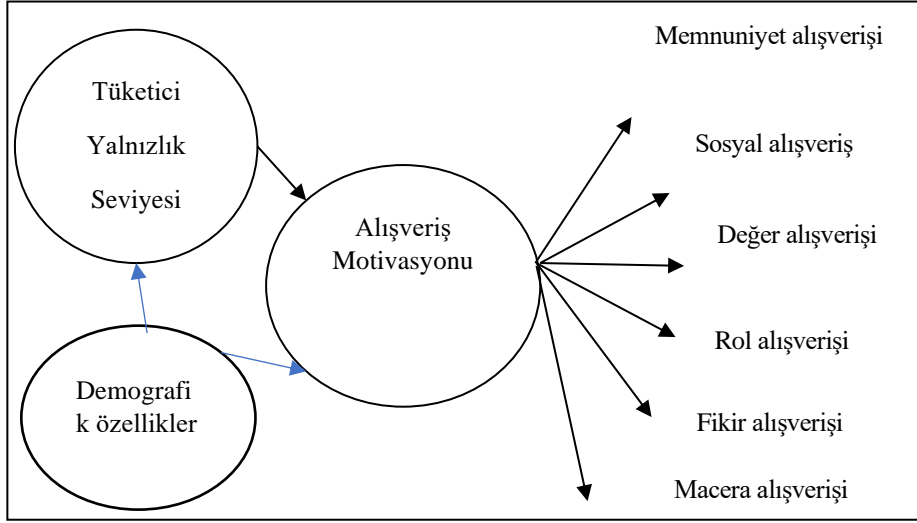 Tüketici
Yalnızlık
Seviyesi
Demografi
k özellikler
Alışveriş
Motivasyonu
Memnuniyet alışverişi
Sosyal alışveriş
Değer alışverişi
Rol alışverişi
Fikir alışverişi
Macera alışverişi